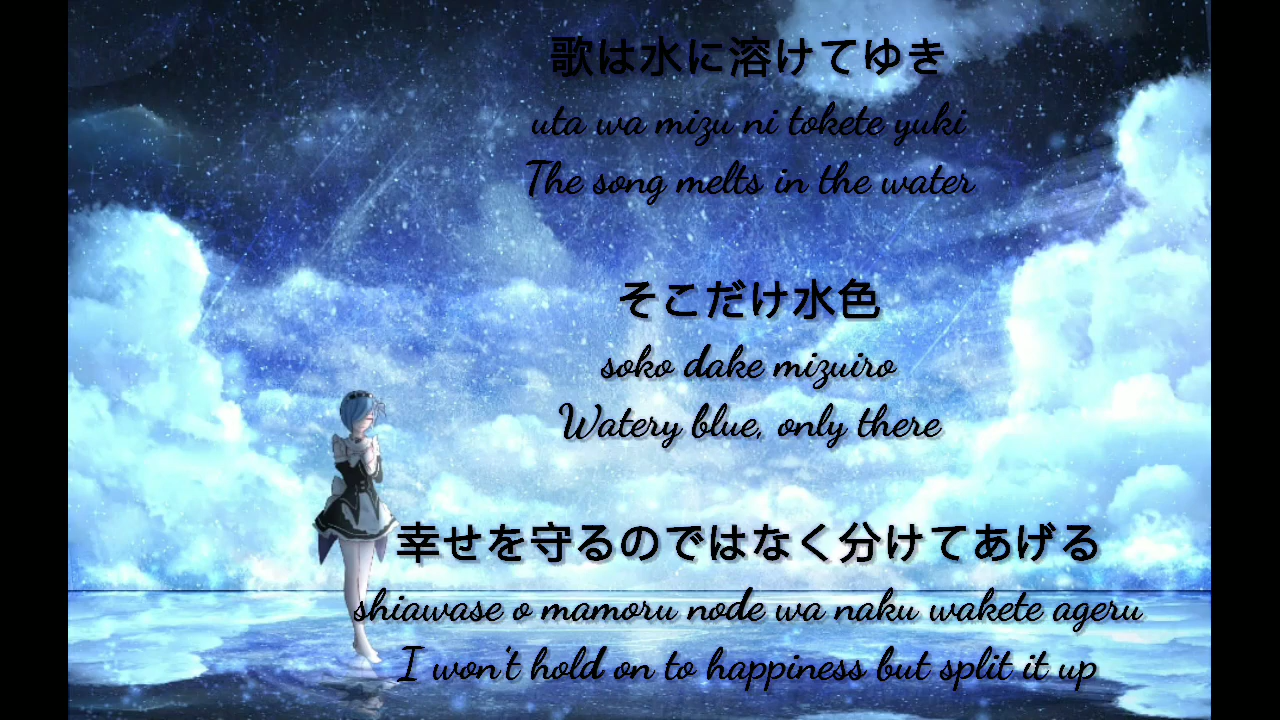 歌は水に溶けてゆき
uta wa mizu ni tokete yuki
The song melts in the water
そこだけ水色
soko dake mizuiro
Watery blue, only there
幸せを守るのではなく分けてあげる
shiawase o mamoru node wa naku wakete ageru
I won't hold on to happiness but split it up